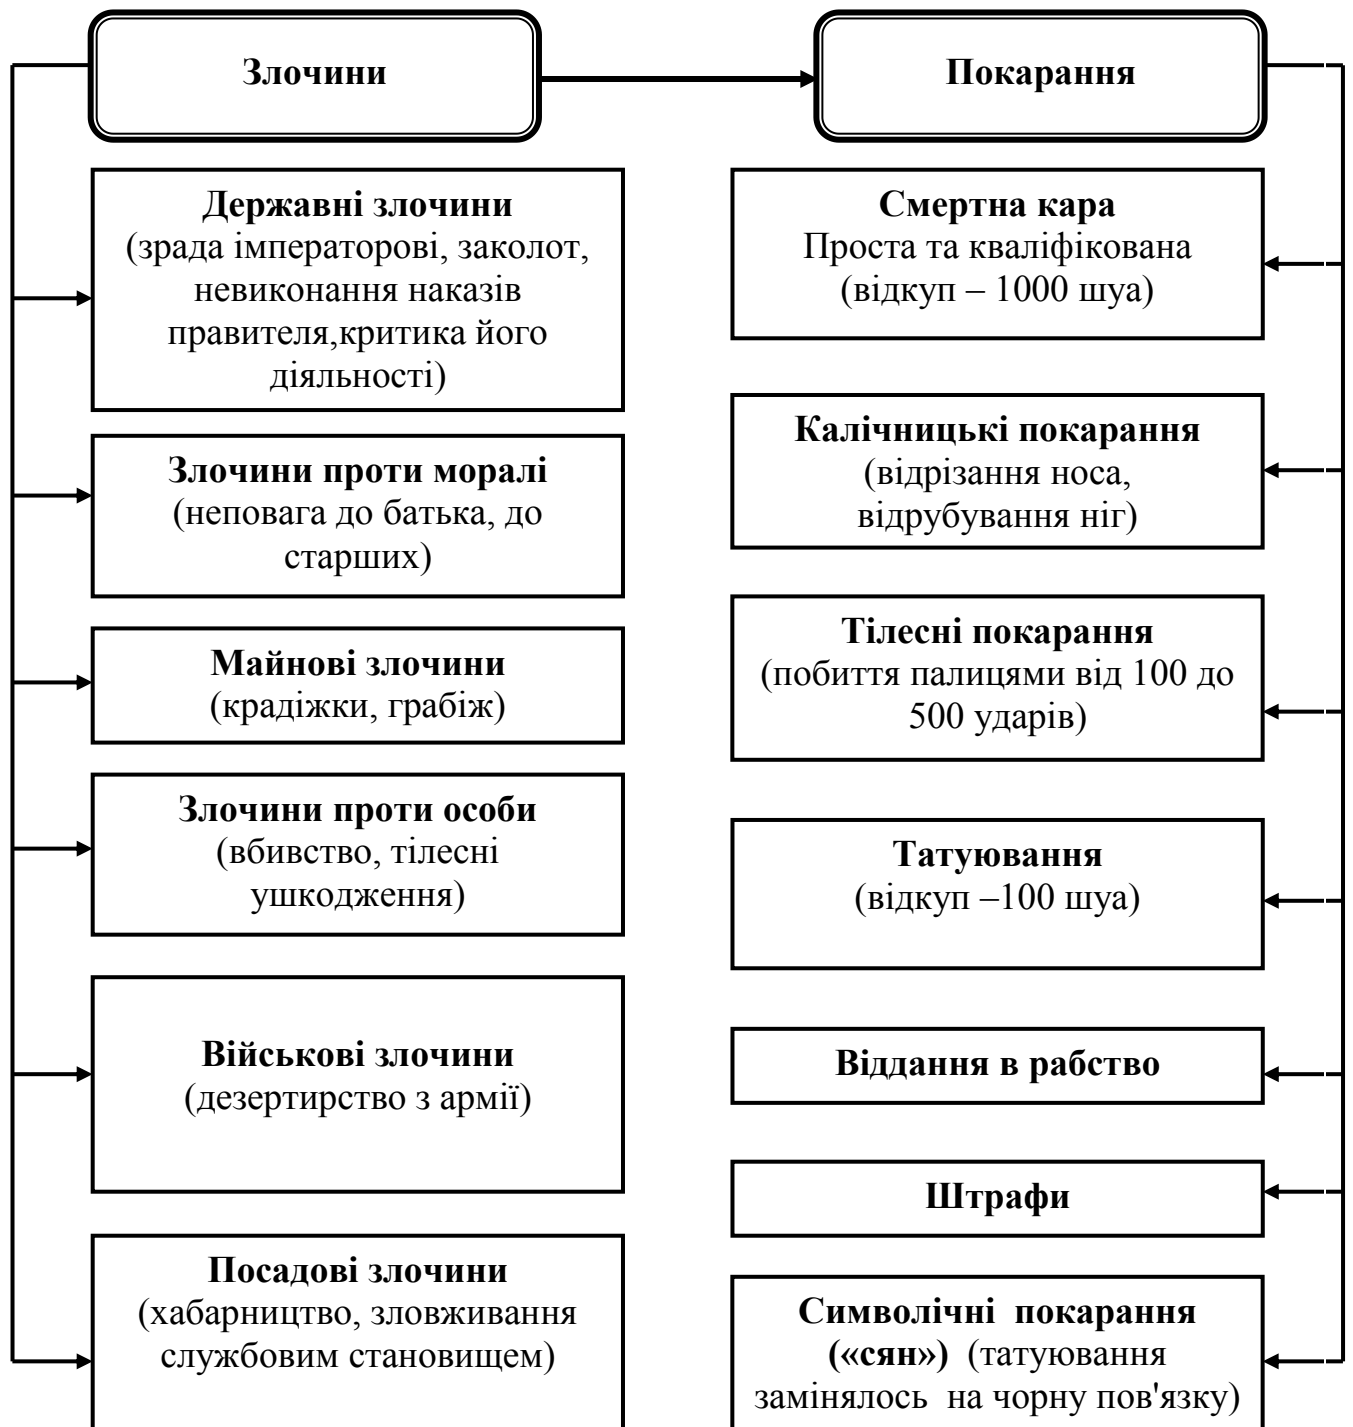 Злочини
Покарання
Державні злочини
(зрада імператорові, заколот,
невиконання наказів
правителя,критика його
діяльності)
Злочини проти моралі
(неповага до батька, до
старших)
Майнові злочини
(крадіжки, грабіж)
Злочини проти особи
(вбивство, тілесні
ушкодження)
Військові злочини
(дезертирство з армії)
Посадові злочини
(хабарництво, зловживання
службовим становищем)
Смертна кара
Проста та кваліфікована
(відкуп – 1000 шуа)
Калічницькі покарання
(відрізання носа,
відрубування ніг)
Тілесні покарання
(побиття палицями від 100 до
500 ударів)
Татуювання
(відкуп –100 шуа)
Віддання в рабство
Штрафи
Символічні  покарання
(«сян»)  (татуювання
замінялось  на чорну пов'язку)